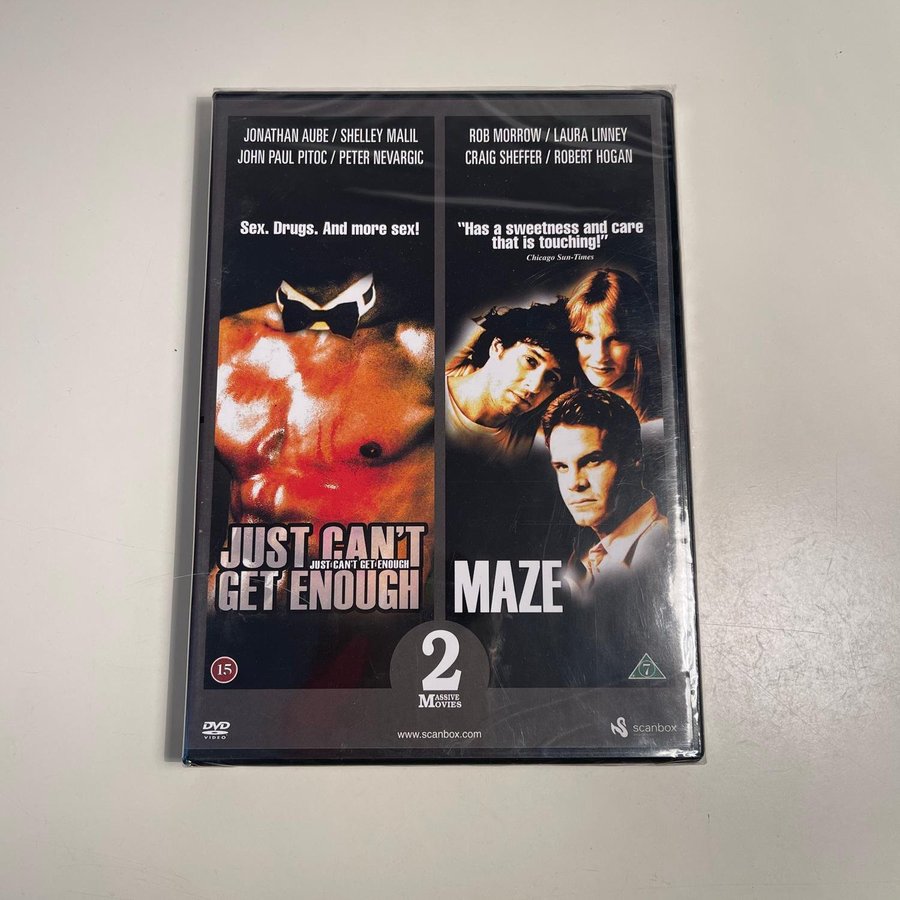 JONATHAN AUBE / SHELLEY MALIL
JOHN PAUL PITOC / PETER NEVARGIC
Sex. Drugs. And more sex!
JUST CAN'T
JUST CAN'T GET ENOUGH
GET ENOUGH
15
DVD
VIDEO
ROB MORROW / LAURA LINNEY
CRAIG SHEFFER / ROBERT HOGAN
"Has a sweetness and care
that is touching!"
Chicago Sun-Times
MAZE
7
2
MASSIVE
MOVIES
www.scanbox.com
scanbox